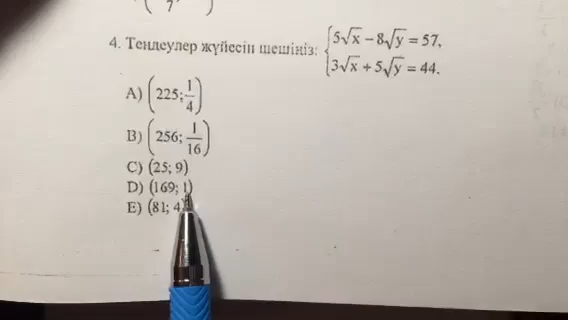 7
4. Теңдеулер жүйесін шешіңіз: {5√x − 8√y = 57,
3√x + 5√y = 44.
A) (225; 1/4)
B) (256; 1/16)
C) (25; 9)
D) (169; 1)
E) (81; 4)